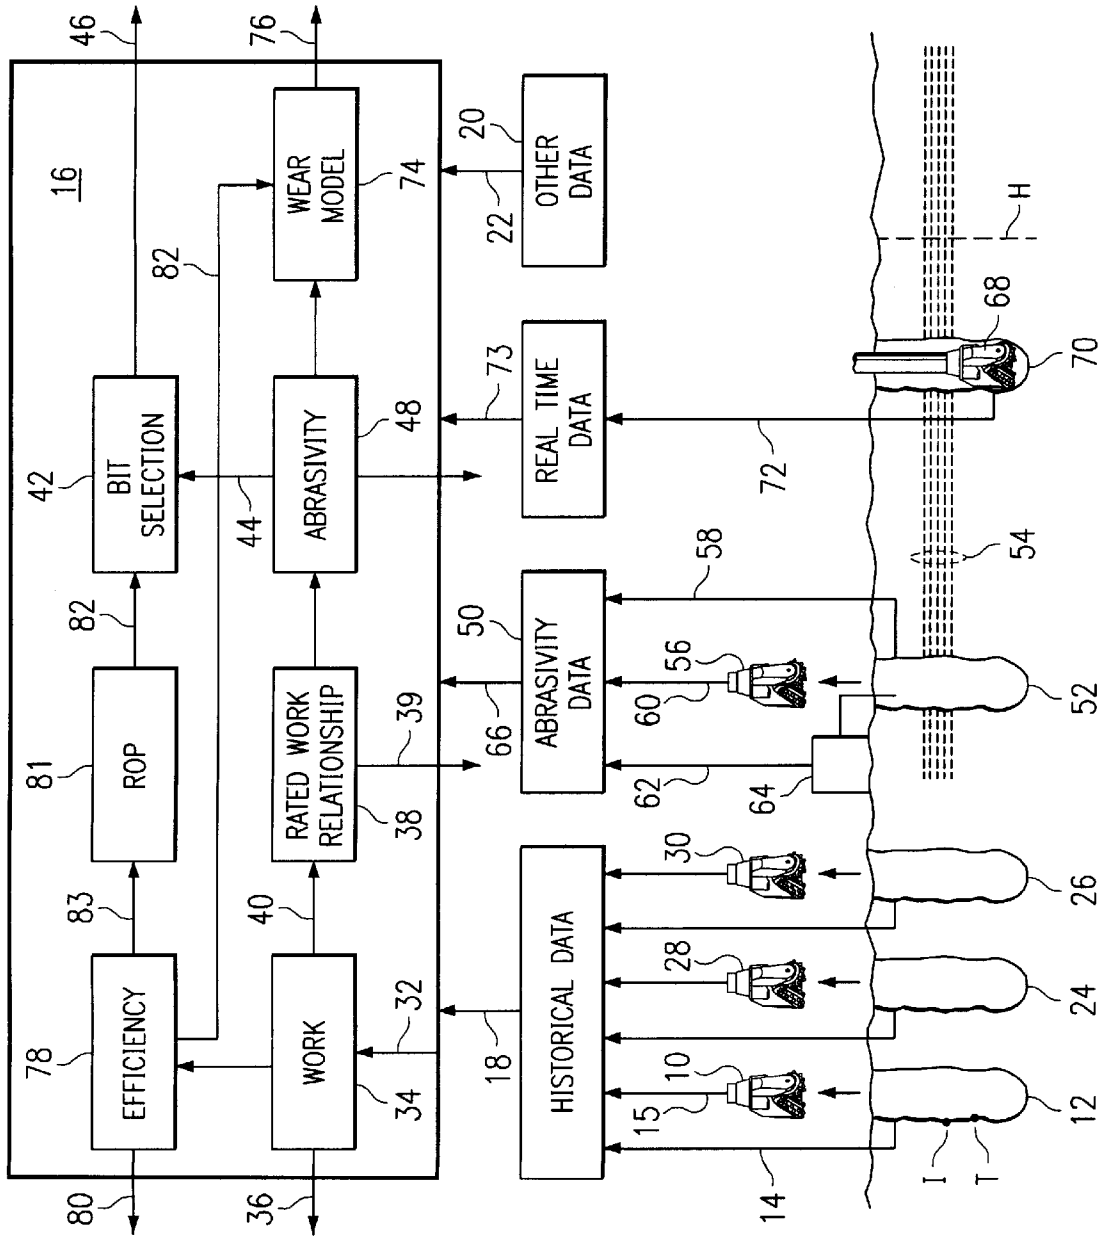 78
81
42
80
83
82
46
16
EFFICIENCY
ROP
BIT
SELECTION
82
36
40
44
76
WORK
RATED WORK
RELATIONSHIP
ABRASIVITY
WEAR
MODEL
34
32
38
39
48
74
18
66
50
73
22
20
HISTORICAL DATA
ABRASIVITY
DATA
REAL TIME
DATA
OTHER
DATA
15
10
28
30
62
60
56
58
14
64
72
I
T
54
68
H
12
24
26
52
70